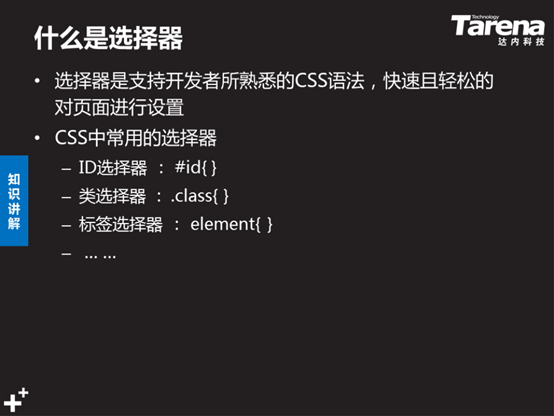 什么是选择器
Technology
Tarena
达内科技
• 选择器是支持开发者所熟悉的CSS语法，快速且轻松的
对页面进行设置
• CSS中常用的选择器
– ID选择器 ： #id{ }
– 类选择器 ：.class{ }
– 标签选择器 ： element{ }
– … …
知识讲解